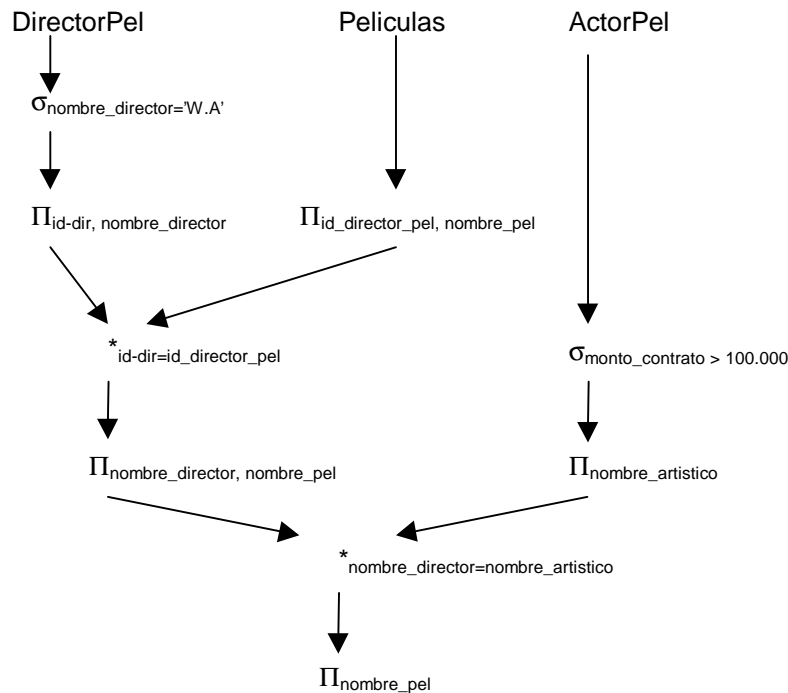 DirectorPel Peliculas ActorPel
σnombre_director='W.A'
Πid-dir, nombre_director Πid_director_pel, nombre_pel
*id-dir=id_director_pel σmonto_contrato > 100.000
Πnombre_director, nombre_pel Πnombre_artistico
*nombre_director=nombre_artistico
Πnombre_pel